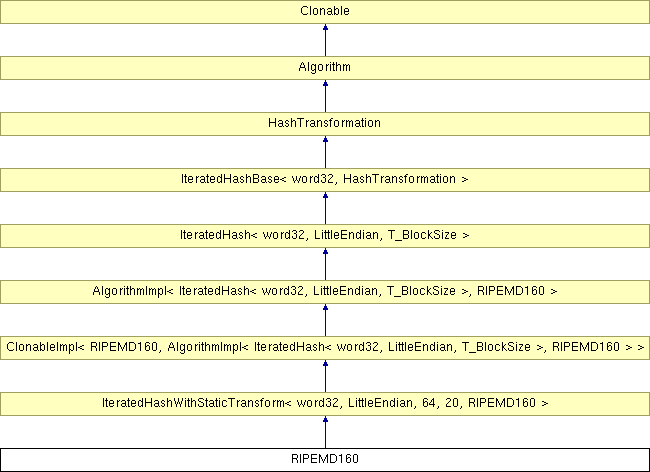 Clonable
Algorithm
HashTransformation
IteratedHashBase< word32, HashTransformation >
IteratedHash< word32, LittleEndian, T_BlockSize >
AlgorithmImpl< IteratedHash< word32, LittleEndian, T_BlockSize >, RIPEMD160 >
ClonableImpl< RIPEMD160, AlgorithmImpl< IteratedHash< word32, LittleEndian, T_BlockSize >, RIPEMD160 > >
IteratedHashWithStaticTransform< word32, LittleEndian, 64, 20, RIPEMD160 >
RIPEMD160